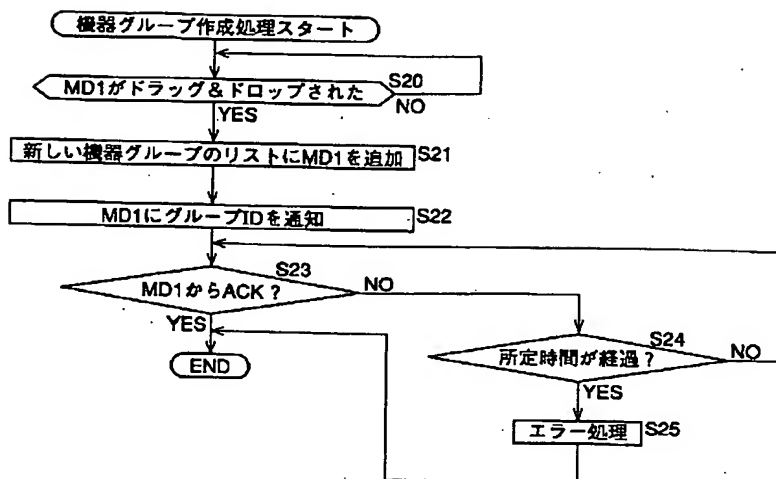 機器グループ作成処理スタート
MD1がドラッグ&ドロップされた
S20
NO
YES
新しい機器グループのリストにMD1を追加
S21
MD1にグループIDを通知
S22
S23
MD1からACK?
NO
YES
S24
所定時間が経過?
NO
END
YES
エラー処理
S25